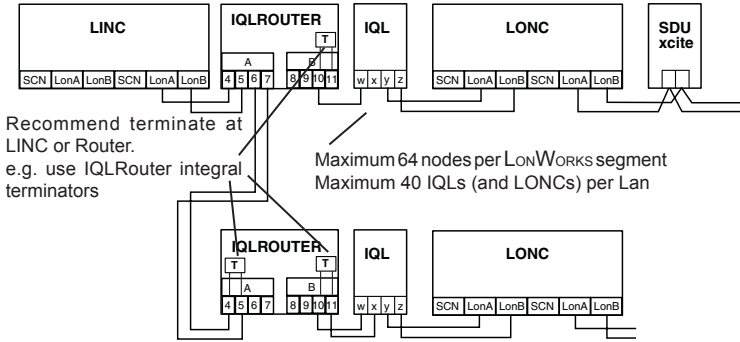 LINC
IQLROUTER
IQL
LONC
SDU
xcite
T
A
B
SCN LonA LonB SCN LonA LonB
4 5 6 7
8 9 10 11
w x y z
SCN LonA LonB SCN LonA LonB
Recommend terminate at
LINC or Router.
e.g. use IQLRouter integral
terminators
Maximum 64 nodes per LONWORKS segment
Maximum 40 IQLs (and LONCs) per Lan
IQLROUTER
IQL
LONC
T
T
A
B
4 5 6 7
8 9 10 11
w x y z
SCN LonA LonB SCN LonA LonB